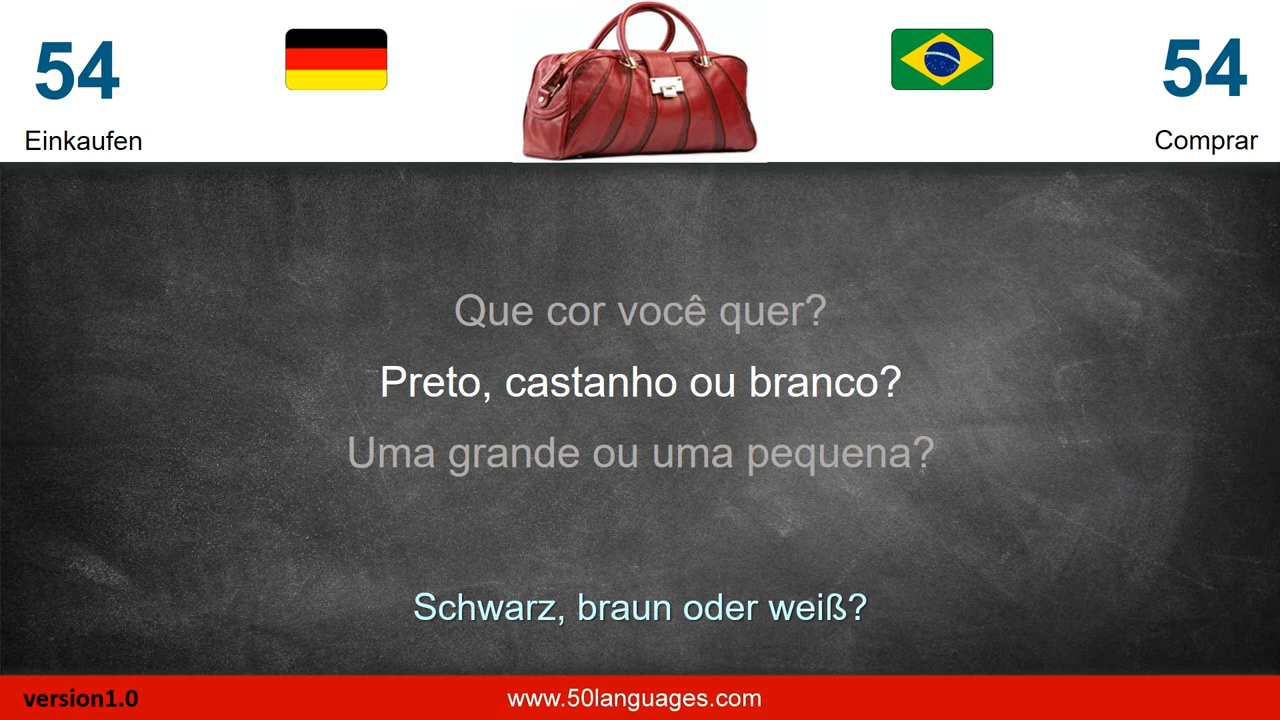 54
54
Einkaufen
Comprar
Que cor você quer?
Preto, castanho ou branco?
Uma grande ou uma pequena?
Schwarz, braun oder weiß?
version1.0
www.50languages.com